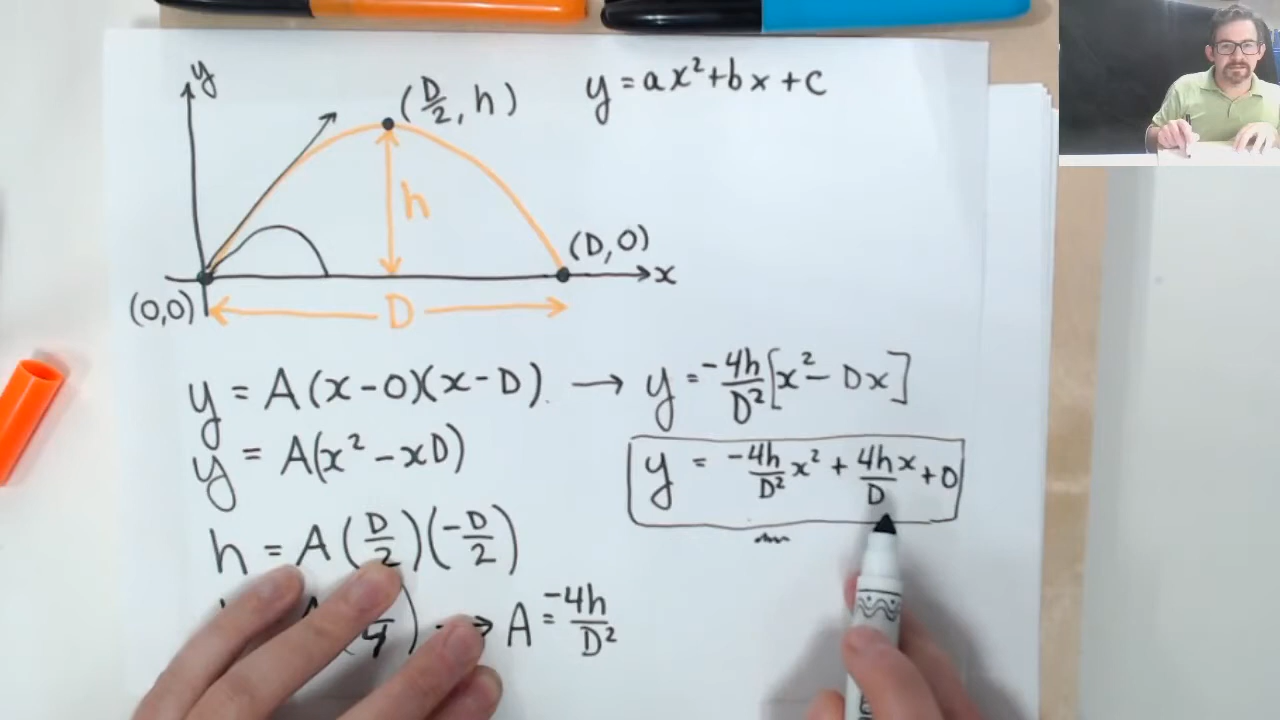 y
(D/2, h)
y = ax² + bx + c
h
(D, 0)
x
(0,0)
D
y = A(x-0)(x-D). → y = -4h/D² [x² - Dx]
y = A(x² - xD)
y = -4h/D² x² + 4h/D x + 0
h = A(D/2)(-D/2)
4) → A = -4h/D²